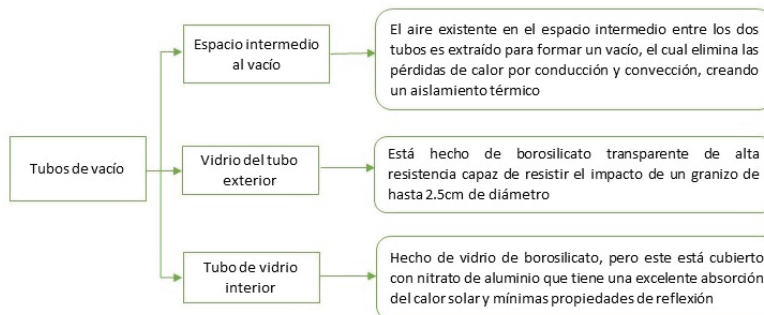 Tubos de vacío
Espacio intermedio
al vacío
El aire existente en el espacio intermedio entre los dos
tubos es extraído para formar un vacío, el cual elimina las
pérdidas de calor por conducción y convección, creando
un aislamiento térmico
Vidrio del tubo
exterior
Está hecho de borosilicato transparente de alta
resistencia capaz de resistir el impacto de un granizo de
hasta 2.5cm de diámetro
Tubo de vidrio
interior
Hecho de vidrio de borosilicato, pero este está cubierto
con nitrato de aluminio que tiene una excelente absorción
del calor solar y mínimas propiedades de reflexión